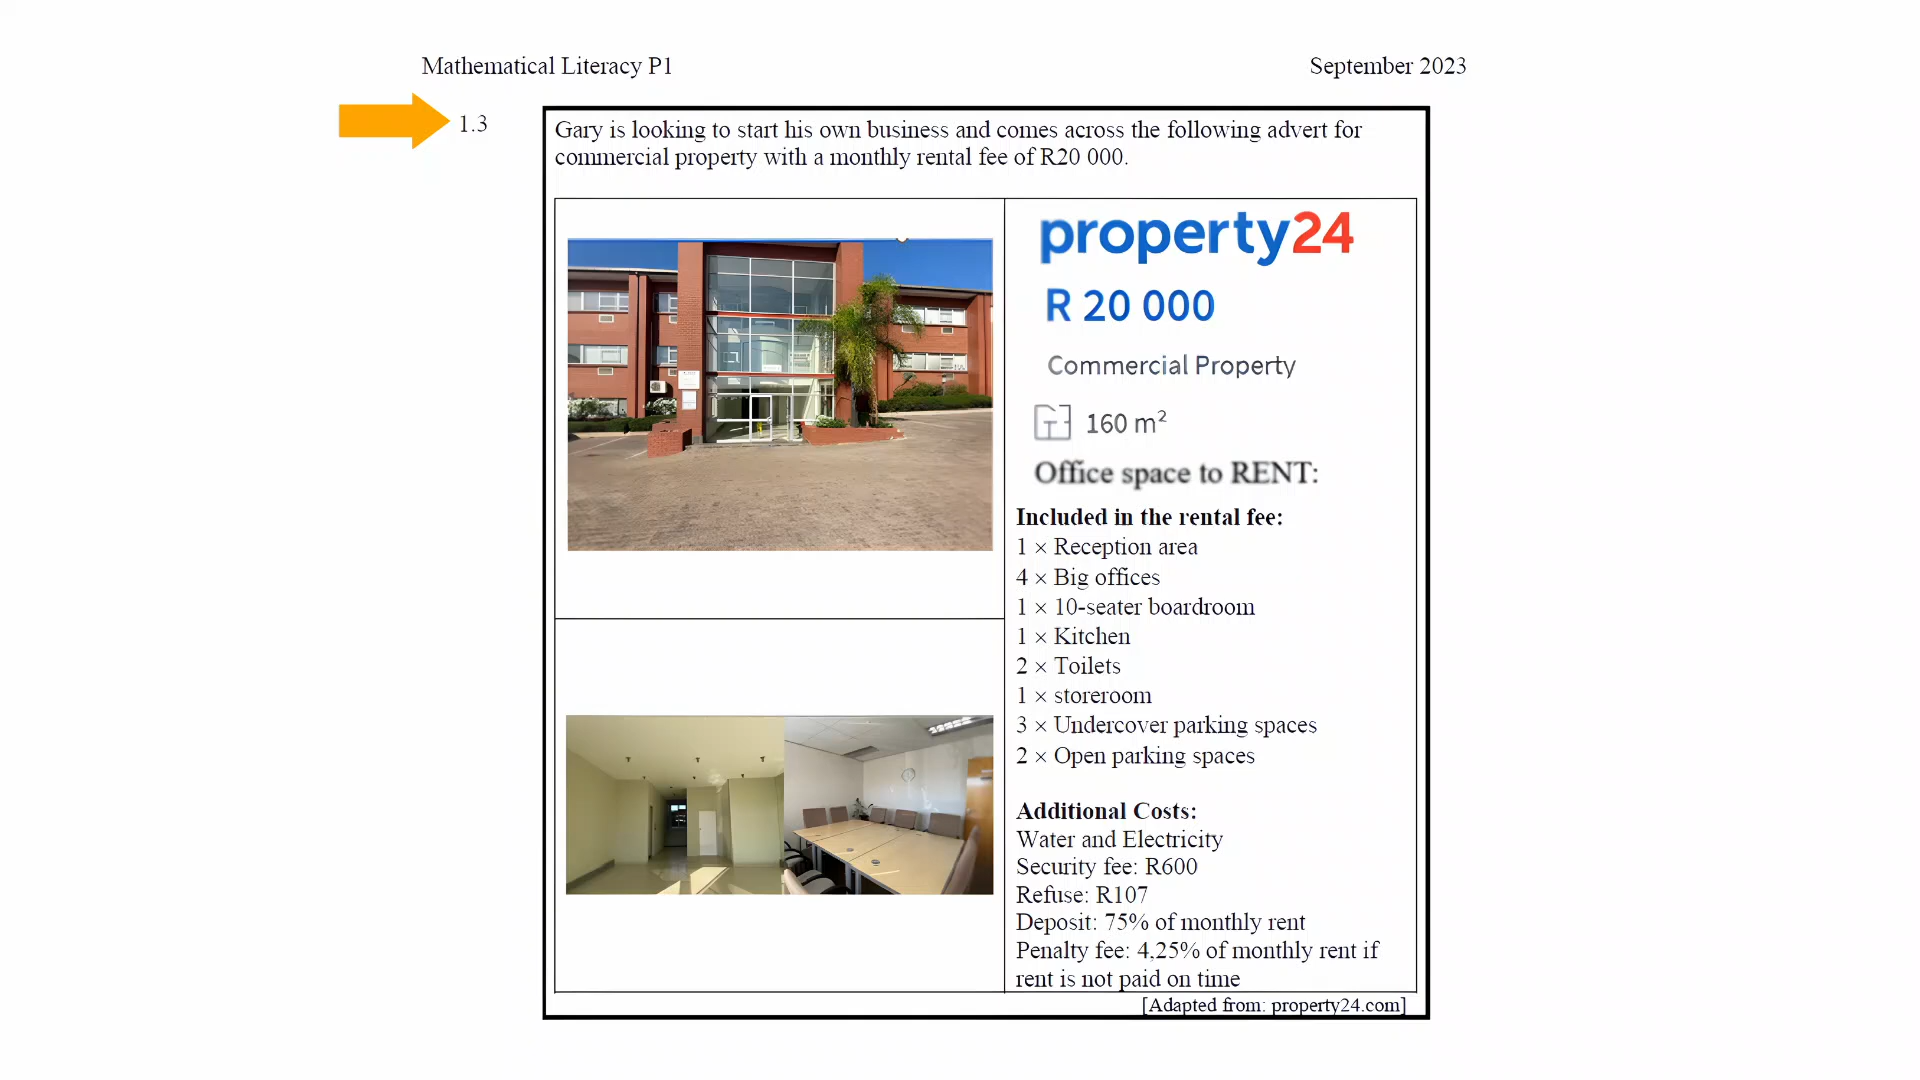 Mathematical Literacy P1
September 2023
1.3
Gary is looking to start his own business and comes across the following advert for
commercial property with a monthly rental fee of R20 000.
property24
R 20 000
Commercial Property
160 m²
Office space to RENT:
Included in the rental fee:
1 × Reception area
4 × Big offices
1 × 10-seater boardroom
1 × Kitchen
2 × Toilets
1 × storeroom
3 × Undercover parking spaces
2 × Open parking spaces
Additional Costs:
Water and Electricity
Security fee: R600
Refuse: R107
Deposit: 75% of monthly rent
Penalty fee: 4,25% of monthly rent if
rent is not paid on time
[Adapted from: property24.com]